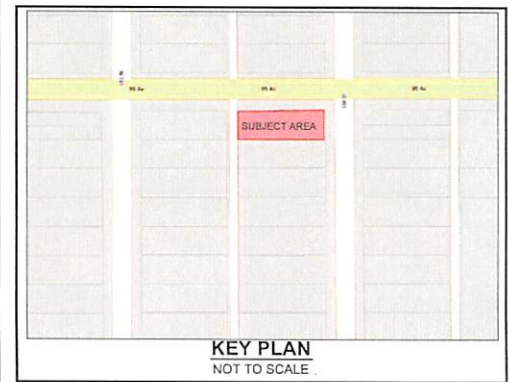 95 Av 95 Av 95 Av
SUBJECT AREA
KEY PLAN
NOT TO SCALE .